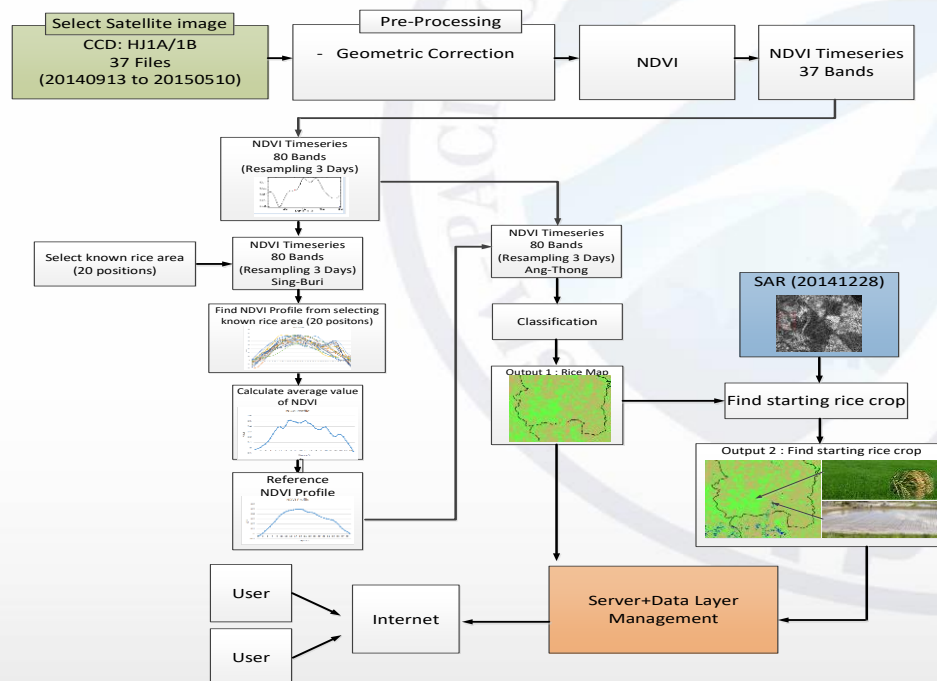 Select Satellite image
CCD: HJ1A/1B
37 Files
(20140913 to 20150510)
Pre-Processing
- Geometric Correction
NDVI
NDVI Timeseries
37 Bands
NDVI Timeseries
80 Bands
(Resampling 3 Days)
Select known rice area
(20 positions)
NDVI Timeseries
80 Bands
(Resampling 3 Days)
Sing-Buri
NDVI Timeseries
80 Bands
(Resampling 3 Days)
Ang-Thong
Find NDVI Profile from selecting
known rice area (20 positons)
Classification
SAR (20141228)
Calculate average value
of NDVI
Output 1 : Rice Map
Find starting rice crop
Reference
NDVI Profile
Output 2 : Find starting rice crop
User
User
Internet
Server+Data Layer
Management